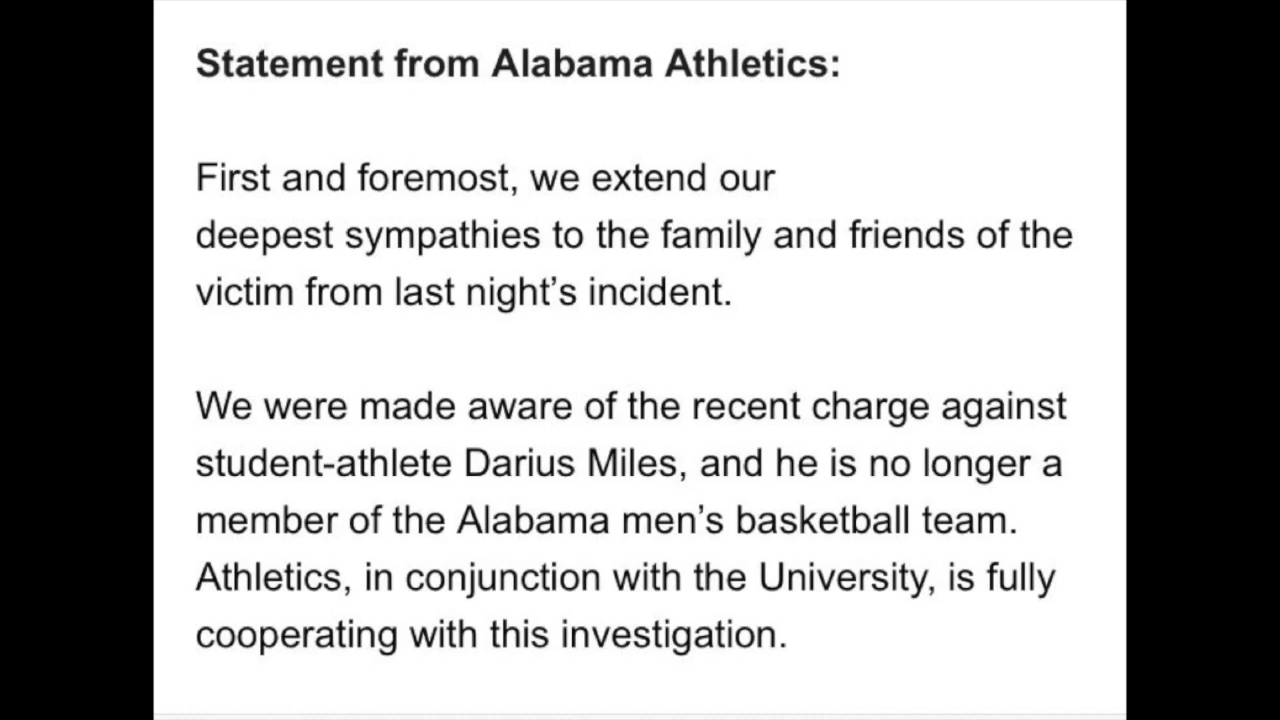 Statement from Alabama Athletics:
First and foremost, we extend our
deepest sympathies to the family and friends of the
victim from last night’s incident.
We were made aware of the recent charge against
student-athlete Darius Miles, and he is no longer a
member of the Alabama men’s basketball team.
Athletics, in conjunction with the University, is fully
cooperating with this investigation.